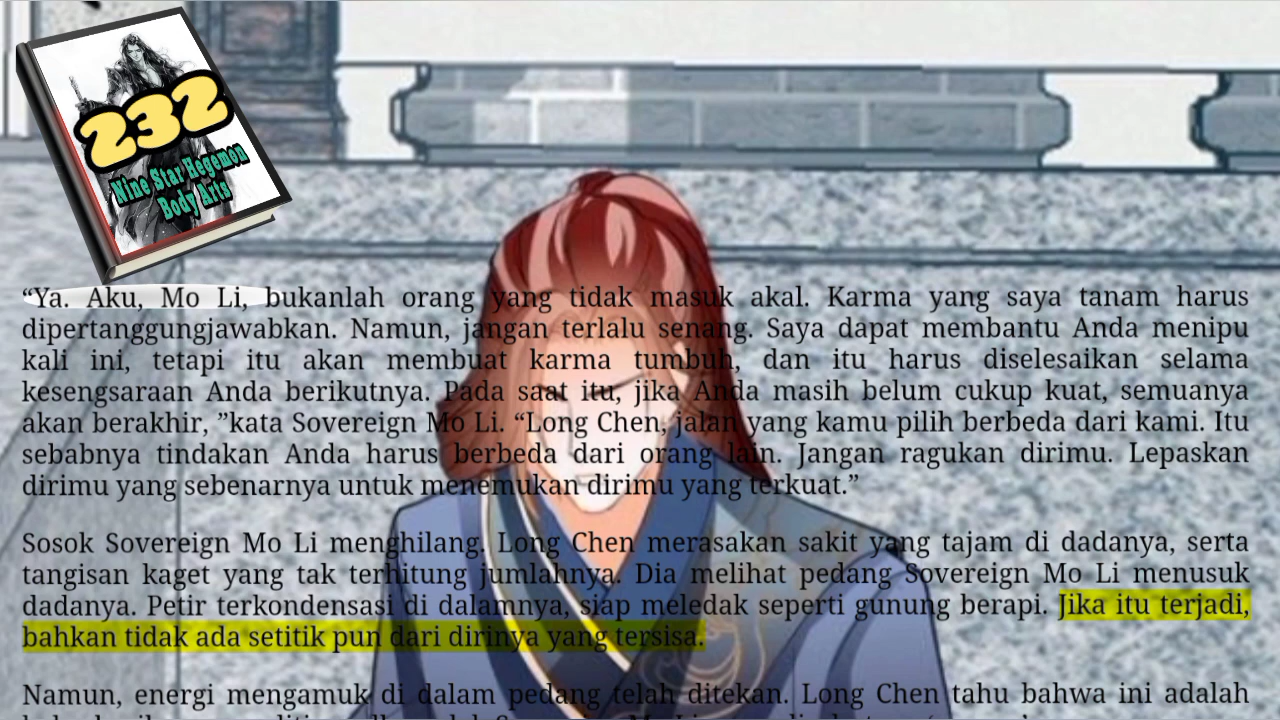 232
Nine Star Hegemon
Body Arts
“Ya. Aku, Mo Li, bukanlah orang yang tidak masuk akal. Karma yang saya tanam harus
dipertanggungjawabkan. Namun, jangan terlalu senang. Saya dapat membantu Anda menipu
kali ini, tetapi itu akan membuat karma tumbuh, dan itu harus diselesaikan selama
kesengsaraan Anda berikutnya. Pada saat itu, jika Anda masih belum cukup kuat, semuanya
akan berakhir, ”kata Sovereign Mo Li. “Long Chen, jalan yang kamu pilih berbeda dari kami. Itu
sebabnya tindakan Anda harus berbeda dari orang lain. Jangan ragukan dirimu. Lepaskan
dirimu yang sebenarnya untuk menemukan dirimu yang terkuat.”
Sosok Sovereign Mo Li menghilang. Long Chen merasakan sakit yang tajam di dadanya, serta
tangisan kaget yang tak terhitung jumlahnya. Dia melihat pedang Sovereign Mo Li menusuk
dadanya. Petir terkondensasi di dalamnya, siap meledak seperti gunung berapi. Jika itu terjadi,
bahkan tidak ada setitik pun dari dirinya yang tersisa.
Namun, energi mengamuk di dalam pedang telah ditekan. Long Chen tahu bahwa ini adalah